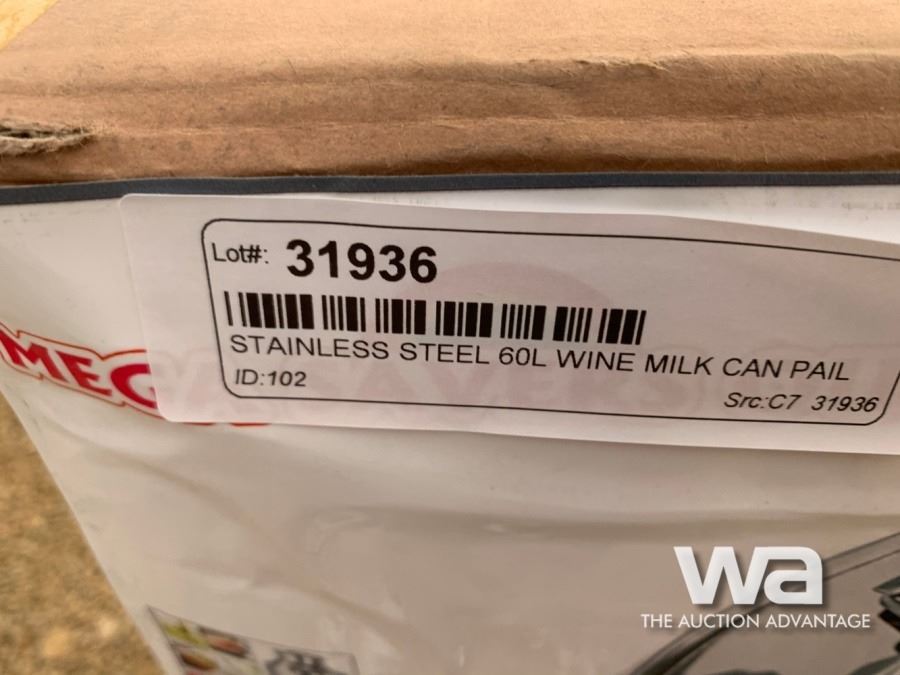 Lot#: 31936
STAINLESS STEEL 60L WINE MILK CAN PAIL
ID:102
Src:C7 31936
MEG
wa
THE AUCTION ADVANTAGE